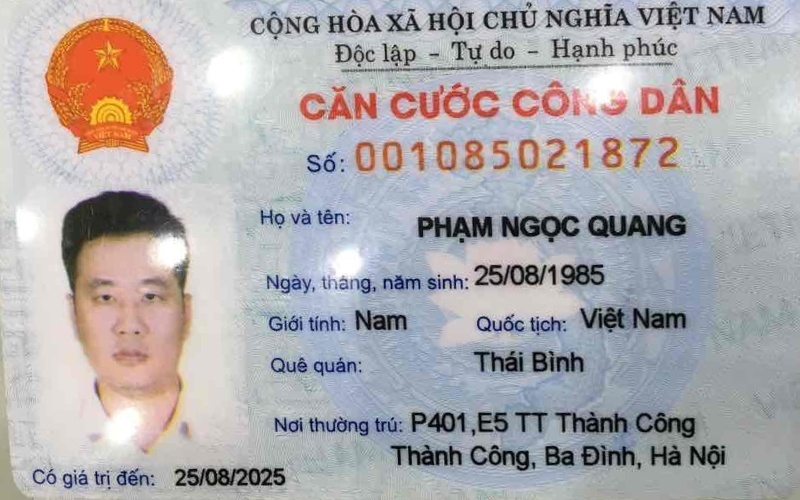 CỘNG HÒA XÃ HỘI CHỦ NGHĨA VIỆT NAM
Độc lập - Tự do - Hạnh phúc
CĂN CƯỚC CÔNG DÂN
Số: 001085021872
Họ và tên: PHẠM NGỌC QUANG
Ngày, tháng, năm sinh: 25/08/1985
Giới tính: Nam Quốc tịch: Việt Nam
Quê quán: Thái Bình
Nơi thường trú: P401,E5 TT Thành Công
Thành Công, Ba Đình, Hà Nội
Có giá trị đến: 25/08/2025